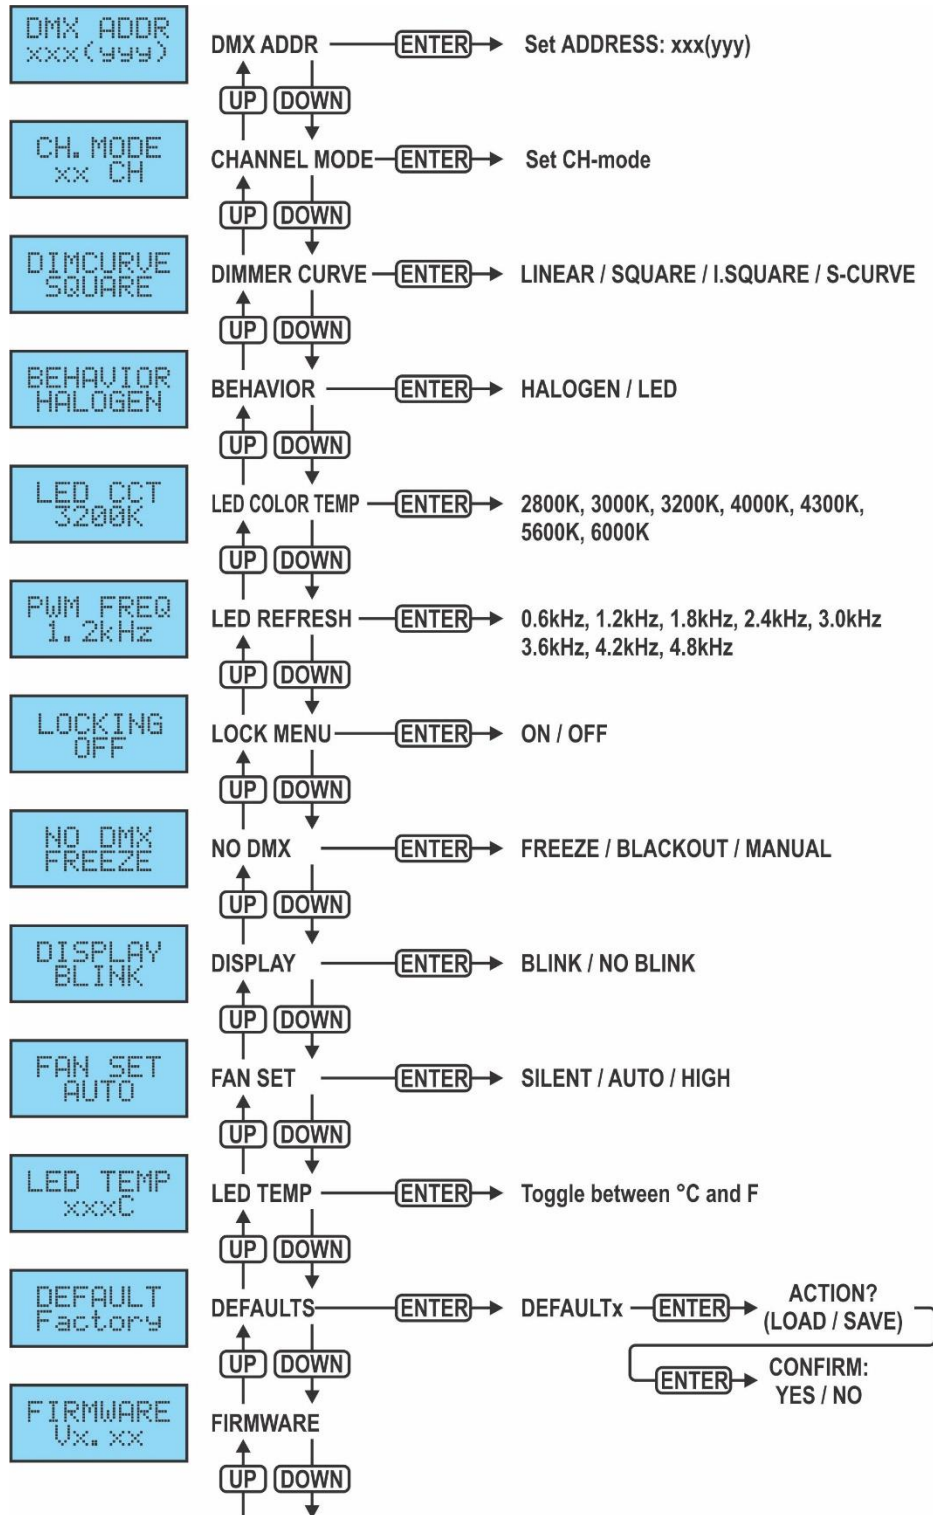 DMX ADDR
xxx(yyy)
DMX ADDR
ENTER
Set ADDRESS: xxx(yyy)
UP
DOWN
CH. MODE
xx CH
CHANNEL MODE
ENTER
Set CH-mode
UP
DOWN
DIMCURVE
SQUARE
DIMMER CURVE
ENTER
LINEAR / SQUARE / I.SQUARE / S-CURVE
UP
DOWN
BEHAVIOR
HALOGEN
BEHAVIOR
ENTER
HALOGEN / LED
UP
DOWN
LED CCT
3200K
LED COLOR TEMP
ENTER
2800K, 3000K, 3200K, 4000K, 4300K,
5600K, 6000K
UP
DOWN
PWM FREQ
1.2kHz
LED REFRESH
ENTER
0.6kHz, 1.2kHz, 1.8kHz, 2.4kHz, 3.0kHz
3.6kHz, 4.2kHz, 4.8kHz
UP
DOWN
LOCKING
OFF
LOCK MENU
ENTER
ON / OFF
UP
DOWN
NO DMX
FREEZE
NO DMX
ENTER
FREEZE / BLACKOUT / MANUAL
UP
DOWN
DISPLAY
BLINK
DISPLAY
ENTER
BLINK / NO BLINK
UP
DOWN
FAN SET
AUTO
FAN SET
ENTER
SILENT / AUTO / HIGH
UP
DOWN
LED TEMP
xxxC
LED TEMP
ENTER
Toggle between °C and F
UP
DOWN
DEFAULT
Factory
DEFAULTS
ENTER
DEFAULTx
ENTER
ACTION?
(LOAD / SAVE)
ENTER
CONFIRM:
YES / NO
UP
DOWN
FIRMWARE
Vx.xx
FIRMWARE
UP
DOWN